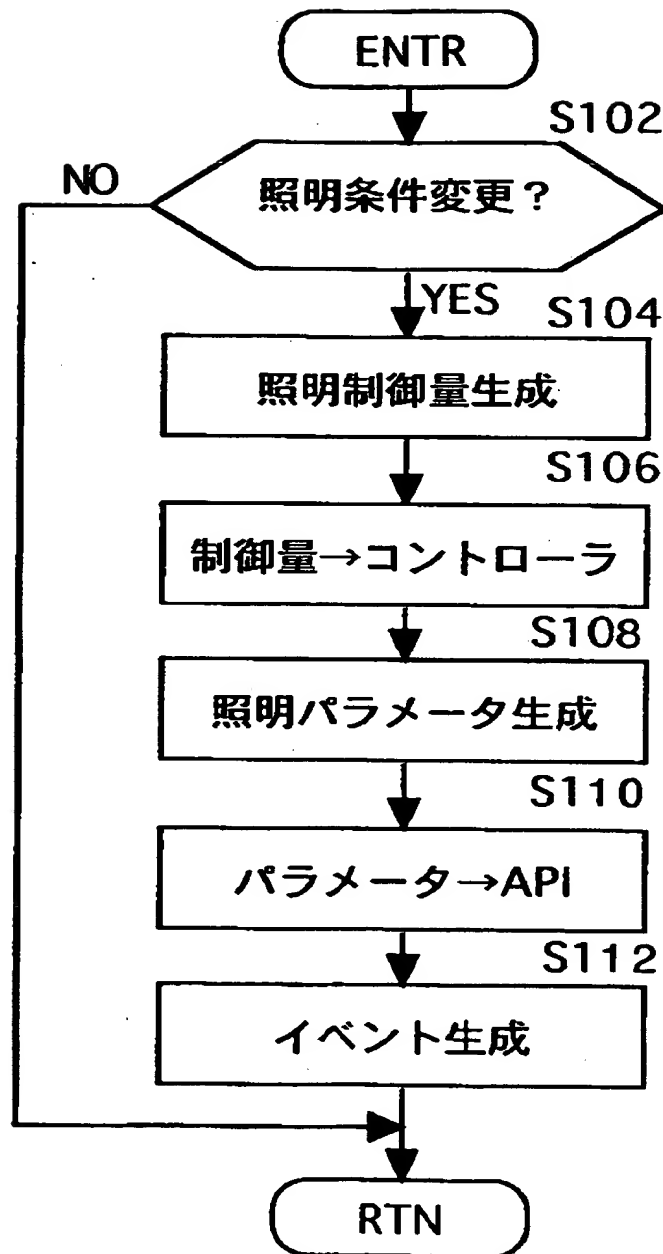 ENTR
S102
NO
照明条件変更?
YES
S104
照明制御量生成
S106
制御量→コントローラ
S108
照明パラメータ生成
S110
パラメータ→API
S112
イベント生成
RTN